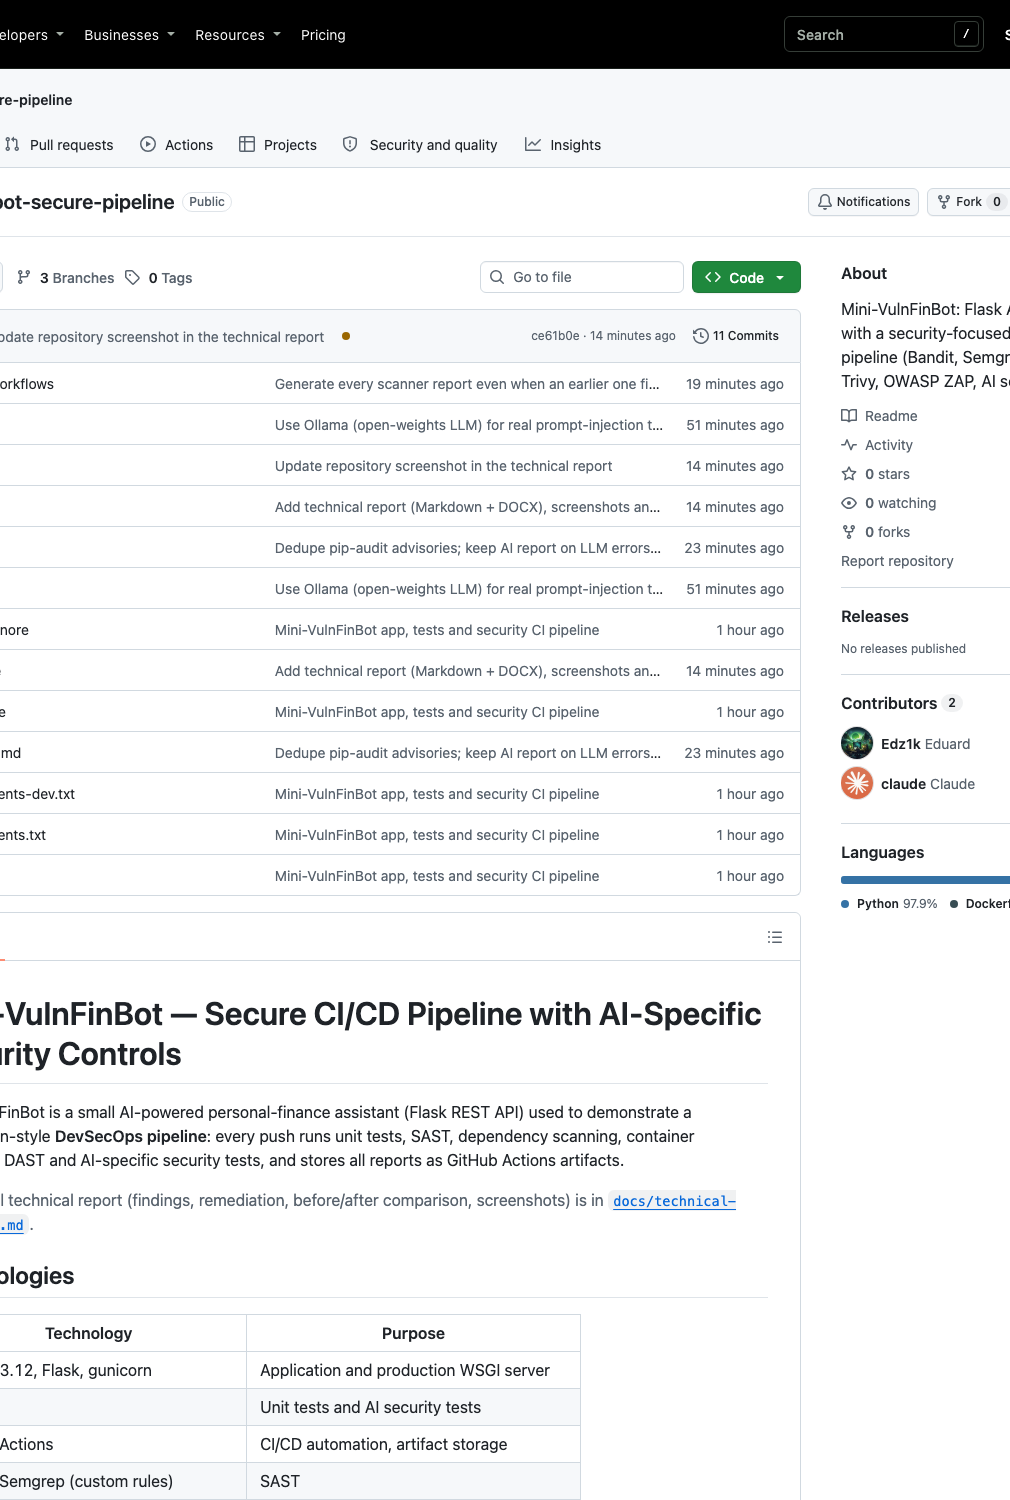 elopers Businesses Resources Pricing Search /
re-pipeline
Pull requests Actions Projects Security and quality Insights
bot-secure-pipeline Public Notifications Fork 0
3 Branches 0 Tags Go to file Code
pdate repository screenshot in the technical report ce61b0e · 14 minutes ago 11 Commits
orkflows Generate every scanner report even when an earlier one fi... 19 minutes ago
Use Ollama (open-weights LLM) for real prompt-injection t... 51 minutes ago
Update repository screenshot in the technical report 14 minutes ago
Add technical report (Markdown + DOCX), screenshots an... 14 minutes ago
Dedupe pip-audit advisories; keep AI report on LLM errors... 23 minutes ago
Use Ollama (open-weights LLM) for real prompt-injection t... 51 minutes ago
nore Mini-VulnFinBot app, tests and security CI pipeline 1 hour ago
e Add technical report (Markdown + DOCX), screenshots an... 14 minutes ago
e Mini-VulnFinBot app, tests and security CI pipeline 1 hour ago
md Dedupe pip-audit advisories; keep AI report on LLM errors... 23 minutes ago
ents-dev.txt Mini-VulnFinBot app, tests and security CI pipeline 1 hour ago
ents.txt Mini-VulnFinBot app, tests and security CI pipeline 1 hour ago
Mini-VulnFinBot app, tests and security CI pipeline 1 hour ago
About
Mini-VulnFinBot: Flask A
with a security-focused
pipeline (Bandit, Semgr
Trivy, OWASP ZAP, AI s
Readme
Activity
0 stars
0 watching
0 forks
Report repository
Releases
No releases published
Contributors 2
Edz1k Eduard
claude Claude
Languages
Python 97.9% Dockerf
-VulnFinBot — Secure CI/CD Pipeline with AI-Specific
urity Controls
FinBot is a small AI-powered personal-finance assistant (Flask REST API) used to demonstrate a
n-style DevSecOps pipeline: every push runs unit tests, SAST, dependency scanning, container
DAST and AI-specific security tests, and stores all reports as GitHub Actions artifacts.
l technical report (findings, remediation, before/after comparison, screenshots) is in docs/technical-
.md .
ologies
Technology Purpose
3.12, Flask, gunicorn Application and production WSGI server
Unit tests and AI security tests
Actions CI/CD automation, artifact storage
Semgrep (custom rules) SAST